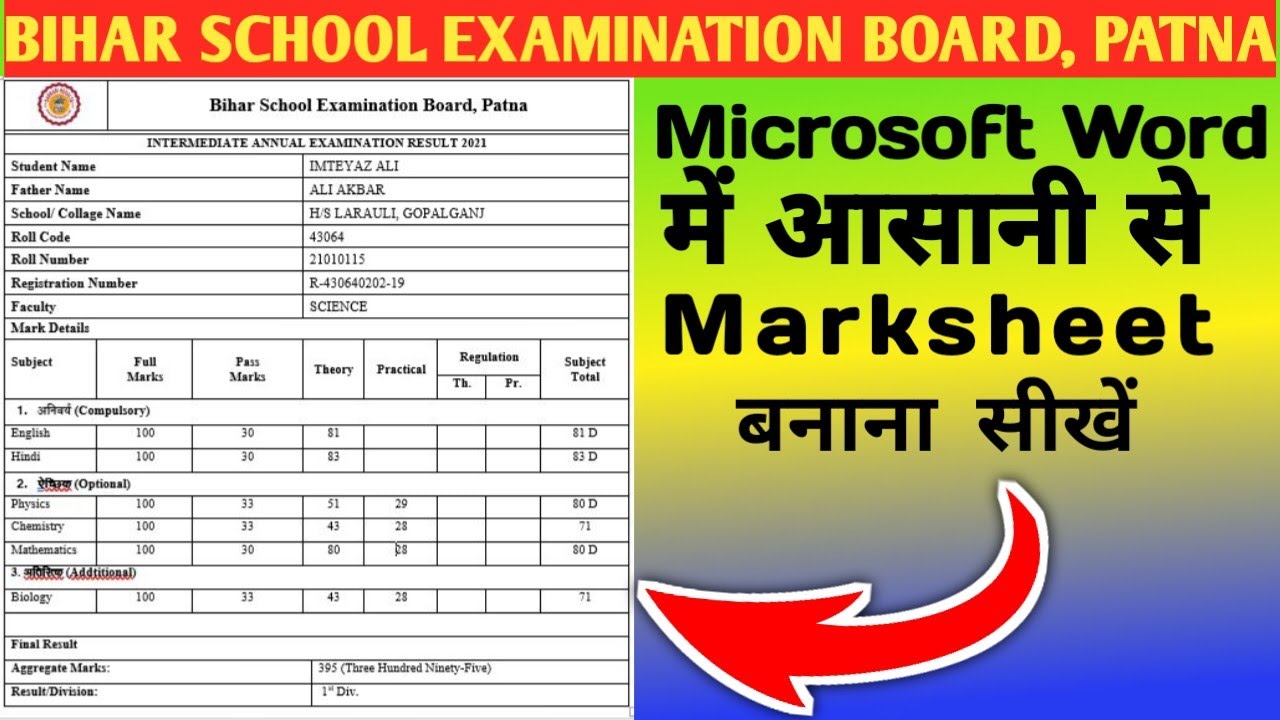 BIHAR SCHOOL EXAMINATION BOARD, PATNA
Bihar School Examination Board, Patna
INTERMEDIATE ANNUAL EXAMINATION RESULT 2021
Student Name IMTEYAZ ALI
Father Name ALI AKBAR
School/ Collage Name H/S LARAULI, GOPALGANJ
Roll Code 43064
Roll Number 21010115
Registration Number R-430640202-19
Faculty SCIENCE
Mark Details
Subject Full Marks Pass Marks Theory Practical Regulation Th. Pr. Subject Total
1. अनिवर्य (Compulsory)
English 100 30 81 81 D
Hindi 100 30 83 83 D
2. ऐच्छिक (Optional)
Physics 100 33 51 29 80 D
Chemistry 100 33 43 28 71
Mathematics 100 30 80 28 80 D
3. अतिरित्क (Addtitional)
Biology 100 33 43 28 71
Final Result
Aggregate Marks: 395 (Three Hundred Ninety-Five)
Result/Division: 1st Div.
Microsoft Word
में आसानी से
Marksheet
बनाना सीखें